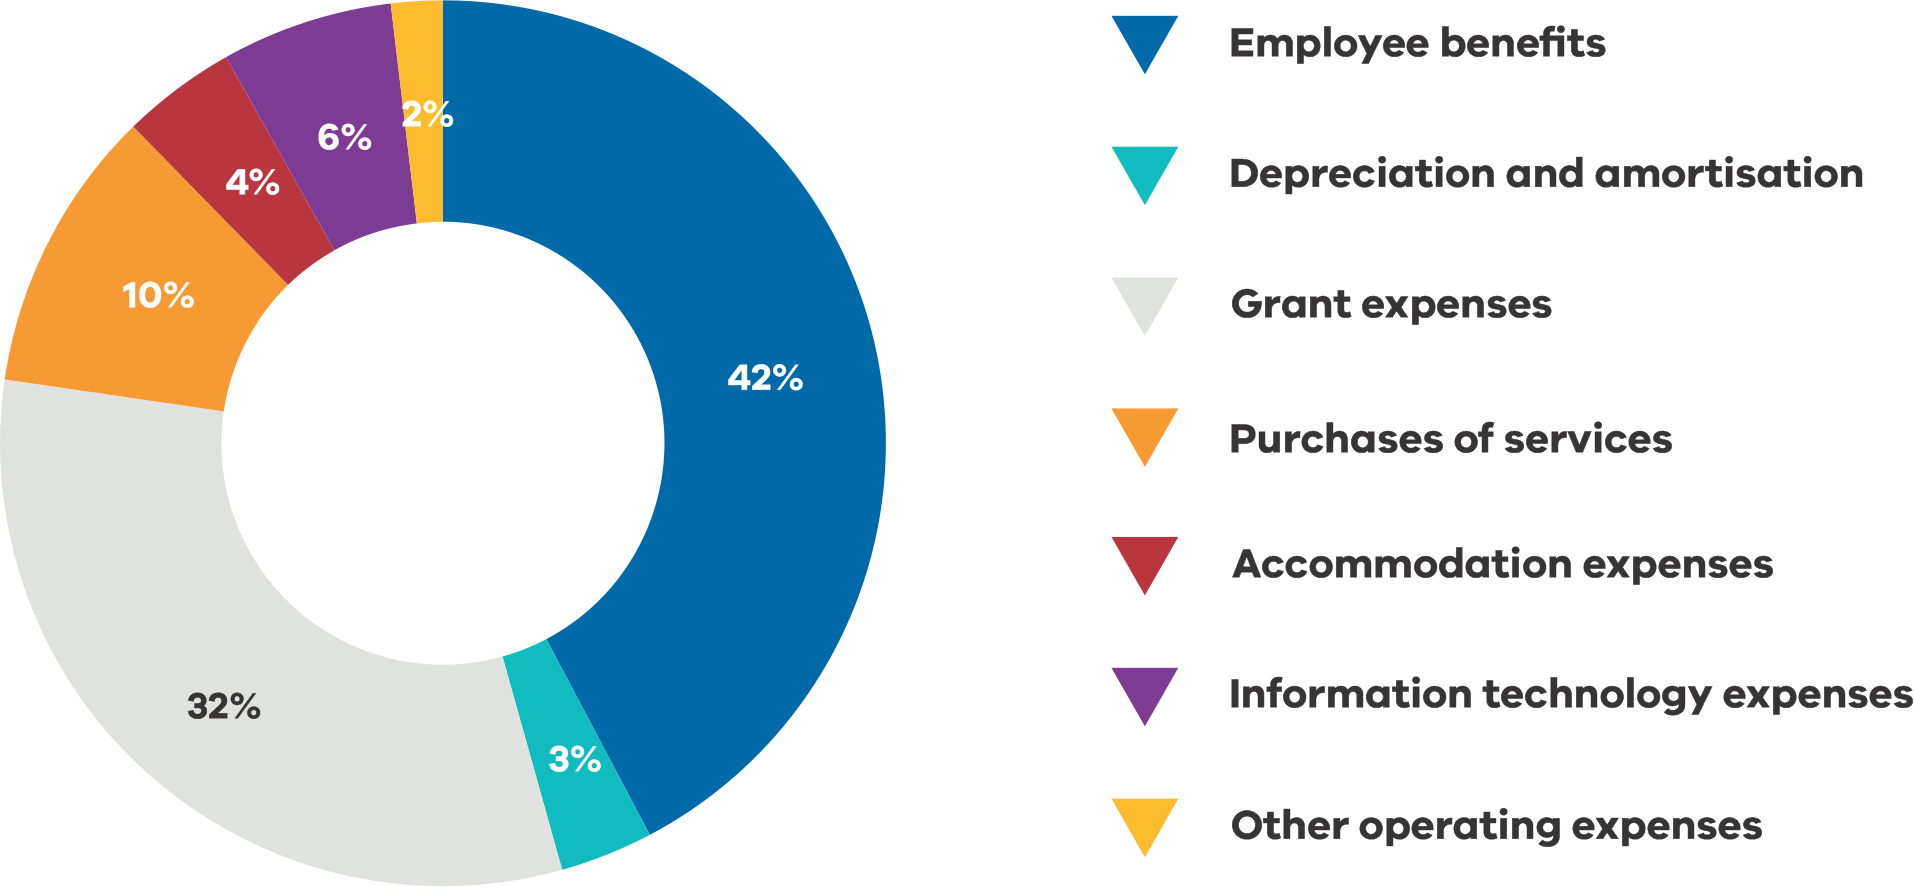 2%
6%
4%
10%
42%
32%
3%
Employee benefits
Depreciation and amortisation
Grant expenses
Purchases of services
Accommodation expenses
Information technology expenses
Other operating expenses